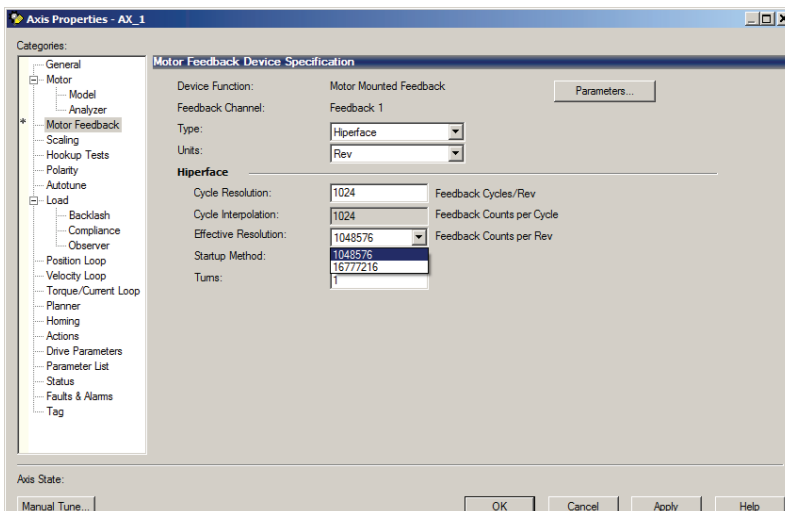 Axis Properties - AX_1
Categories:
General
Motor
Model
Analyzer
* Motor Feedback
Scaling
Hookup Tests
Polarity
Autotune
Load
Backlash
Compliance
Observer
Position Loop
Velocity Loop
Torque/Current Loop
Planner
Homing
Actions
Drive Parameters
Parameter List
Status
Faults & Alarms
Tag
Motor Feedback Device Specification
Device Function: Motor Mounted Feedback Parameters...
Feedback Channel: Feedback 1
Type: Hiperface
Units: Rev
Hiperface
Cycle Resolution: 1024 Feedback Cycles/Rev
Cycle Interpolation: 1024 Feedback Counts per Cycle
Effective Resolution: 1048576 Feedback Counts per Rev
Startup Method: 1048576
16777216
Turns: 1
Axis State:
Manual Tune... OK Cancel Apply Help